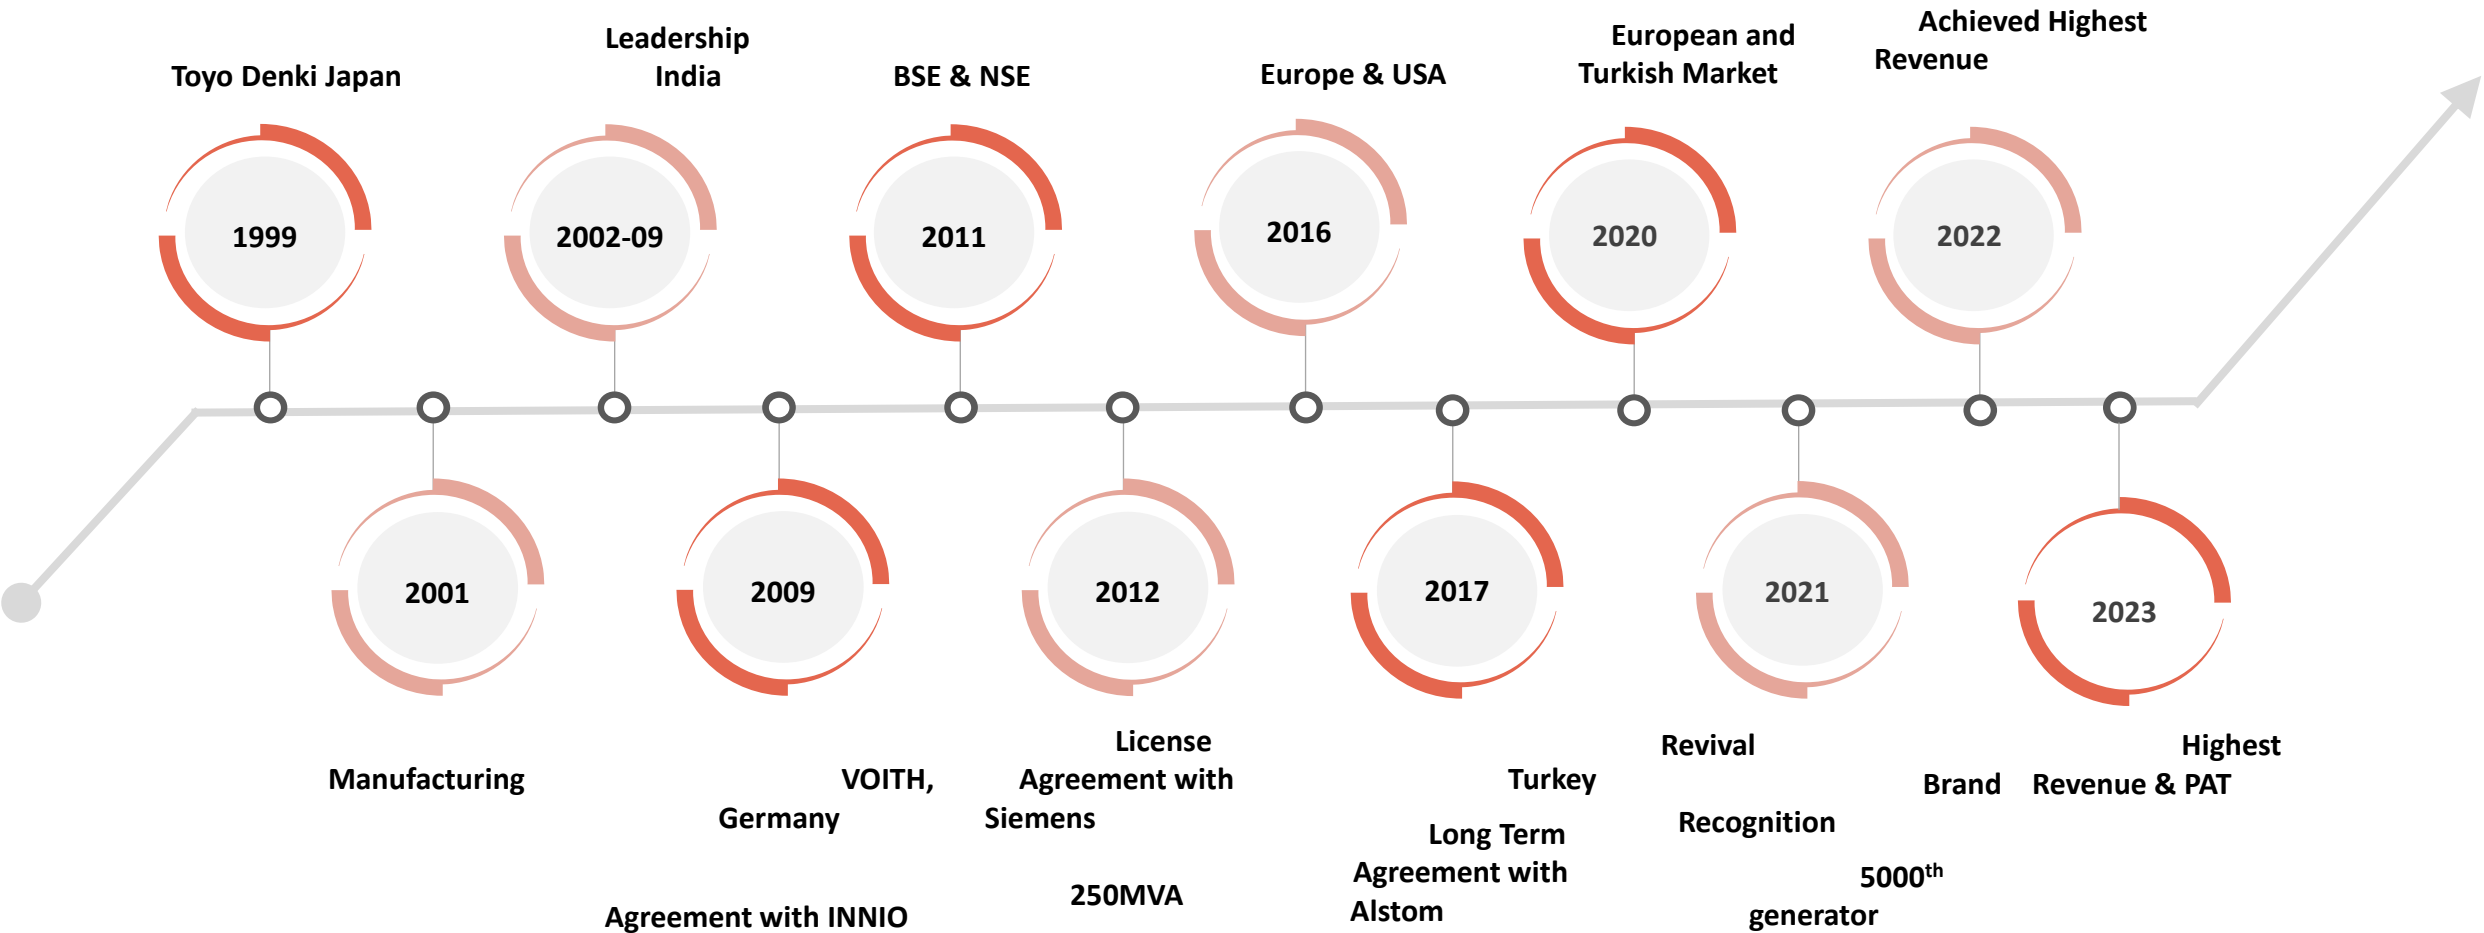 Toyo Denki Japan
Leadership
India
BSE & NSE
Europe & USA
European and
Turkish Market
Achieved Highest
Revenue
1999
2002-09
2011
2016
2020
2022
2001
2009
2012
2017
2021
2023
Manufacturing
VOITH,
Germany
Agreement with INNIO
License
Agreement with
Siemens
250MVA
Turkey
Long Term
Agreement with
Alstom
Revival
Brand
Recognition
5000th
generator
Highest
Revenue & PAT